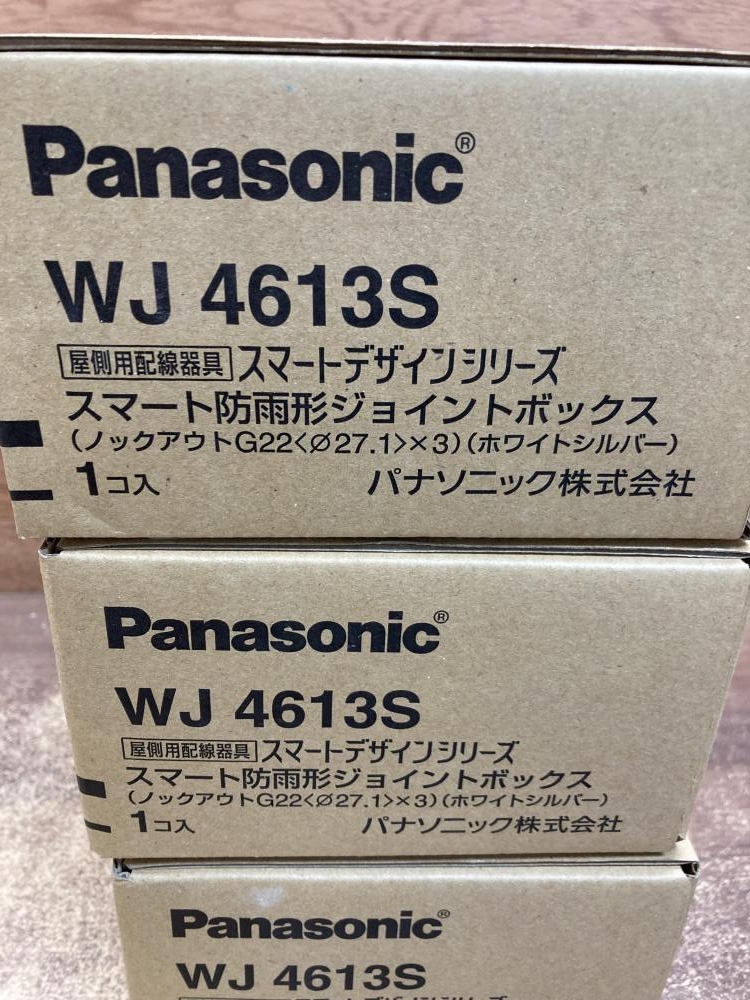 Panasonic®
WJ 4613S
屋側用配線器具 スマートデザインシリーズ
スマート防雨形ジョイントボックス
(ノックアウトG22<Ø27.1>×3)(ホワイトシルバー)
1コ入 パナソニック株式会社
Panasonic®
WJ 4613S
屋側用配線器具 スマートデザインシリーズ
スマート防雨形ジョイントボックス
(ノックアウトG22<Ø27.1>×3)(ホワイトシルバー)
1コ入 パナソニック株式会社
Panasonic®
WJ 4613S